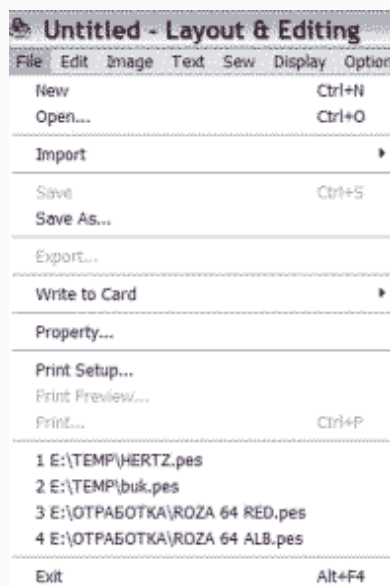 Untitled - Layout & Editing
File Edit Image Text Sew Display Option
New Ctrl+N
Open... Ctrl+O
Import
Save Ctrl+S
Save As...
Export...
Write to Card
Property...
Print Setup...
Print Preview...
Print... Ctrl+P
1 E:\TEMP\HERTZ.pes
2 E:\TEMP\buk.pes
3 E:\ОТРАБОТКА\ROZA 64 RED.pes
4 E:\ОТРАБОТКА\ROZA 64 ALB.pes
Exit Alt+F4